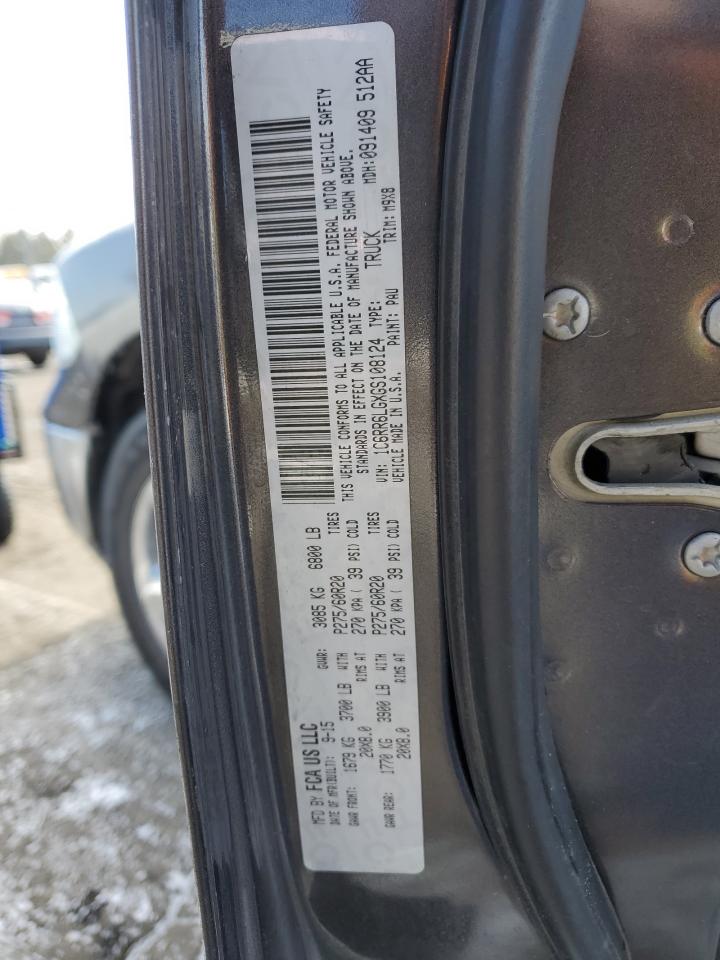 MFD BY FCA US LLC
DATE OF MFR(BUILT): 9-15 GVWR: 3085 KG 6800 LB
GAWR FRONT: 1679 KG 3700 LB WITH P275/60R20 TIRES
20X8.0 RIMS AT 270 KPA ( 39 PSI) COLD
GAWR REAR: 1770 KG 3900 LB WITH P275/60R20 TIRES
20X8.0 RIMS AT 270 KPA ( 39 PSI) COLD
THIS VEHICLE CONFORMS TO ALL APPLICABLE U.S.A. FEDERAL MOTOR VEHICLE SAFETY
STANDARDS IN EFFECT ON THE DATE OF MANUFACTURE SHOWN ABOVE.
VIN: 1C6RR6LGXGS108124 TYPE: TRUCK MDH:091409 512AA
VEHICLE MADE IN U.S.A. PAINT: PAU TRIM: M9X8